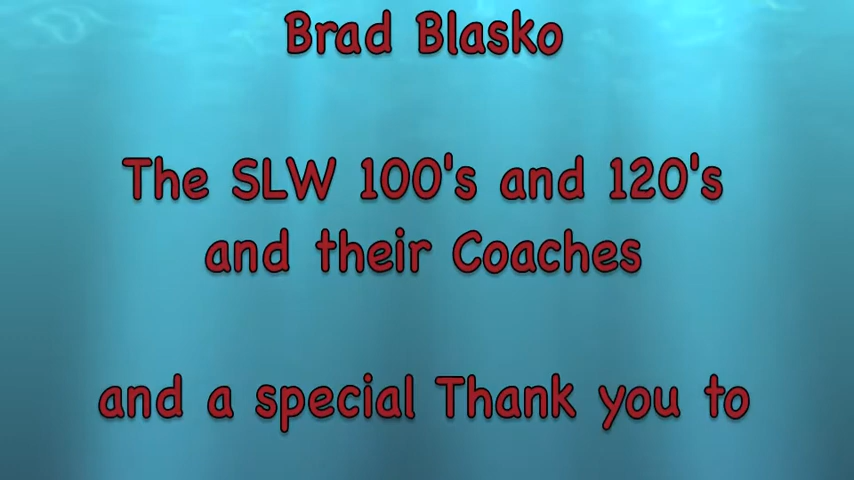 Brad Blasko
The SLW 100's and 120's
and their Coaches
and a special Thank you to